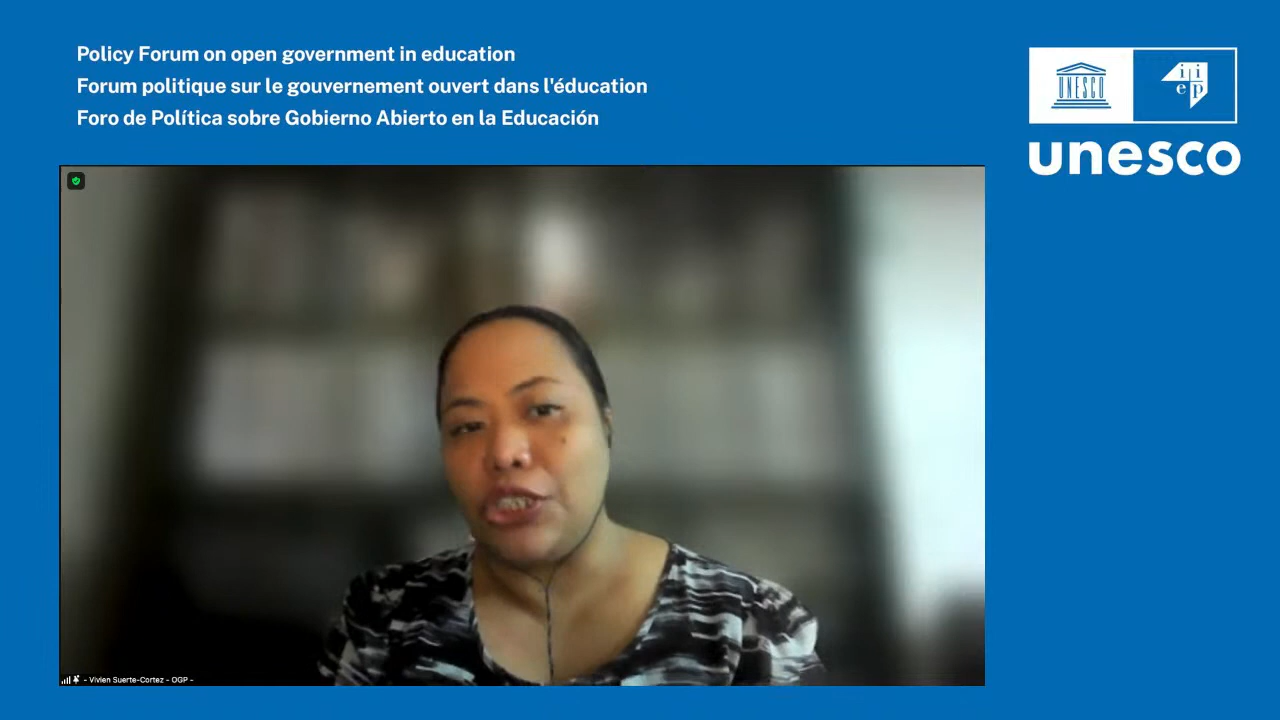 Policy Forum on open government in education
Forum politique sur le gouvernement ouvert dans l'éducation
Foro de Política sobre Gobierno Abierto en la Educación
UNESCO
i i
e p
unesco
- Vivien Suerte-Cortez - OGP -